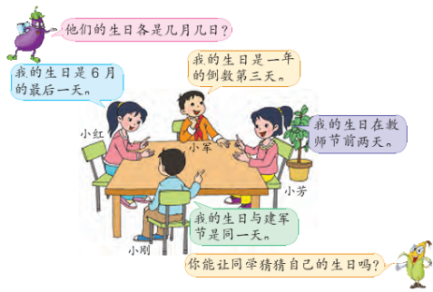 他们的生日各是几月几日？
我的生日是6月
的最后一天。
我的生日是一年
的倒数第三天。
小红
小军
我的生日在教
师节前两天。
小芳
我的生日与建军
节是同一天。
小刚
你能让同学猜猜自己的生日吗？